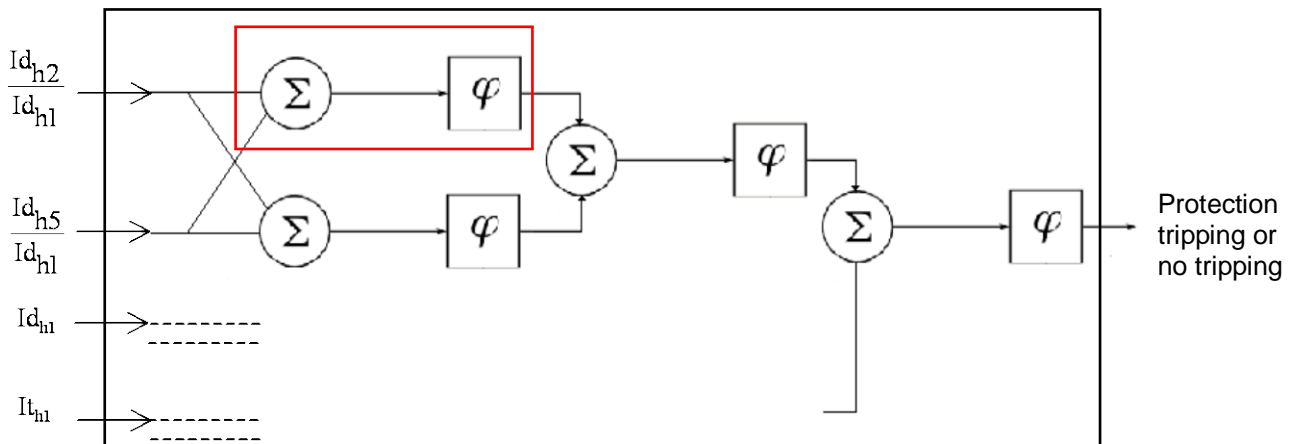 Id_h2
Id_h1
Σ
φ
Σ
φ
Id_h5
Id_h1
Σ
φ
Σ
φ
Protection
tripping or
no tripping
Σ
φ
Id_h1
It_h1